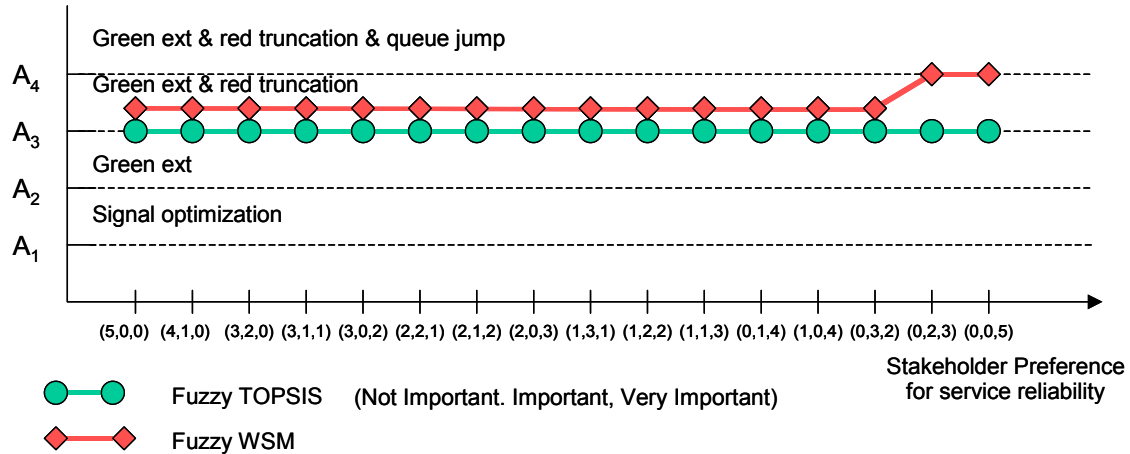 Green ext & red truncation & queue jump
A4
Green ext & red truncation
A3
Green ext
A2
Signal optimization
A1
(5,0,0) (4,1,0) (3,2,0) (3,1,1) (3,0,2) (2,2,1) (2,1,2) (2,0,3) (1,3,1) (1,2,2) (1,1,3) (0,1,4) (1,0,4) (0,3,2) (0,2,3) (0,0,5)
Stakeholder Preference
for service reliability
Fuzzy TOPSIS (Not Important. Important, Very Important)
Fuzzy WSM